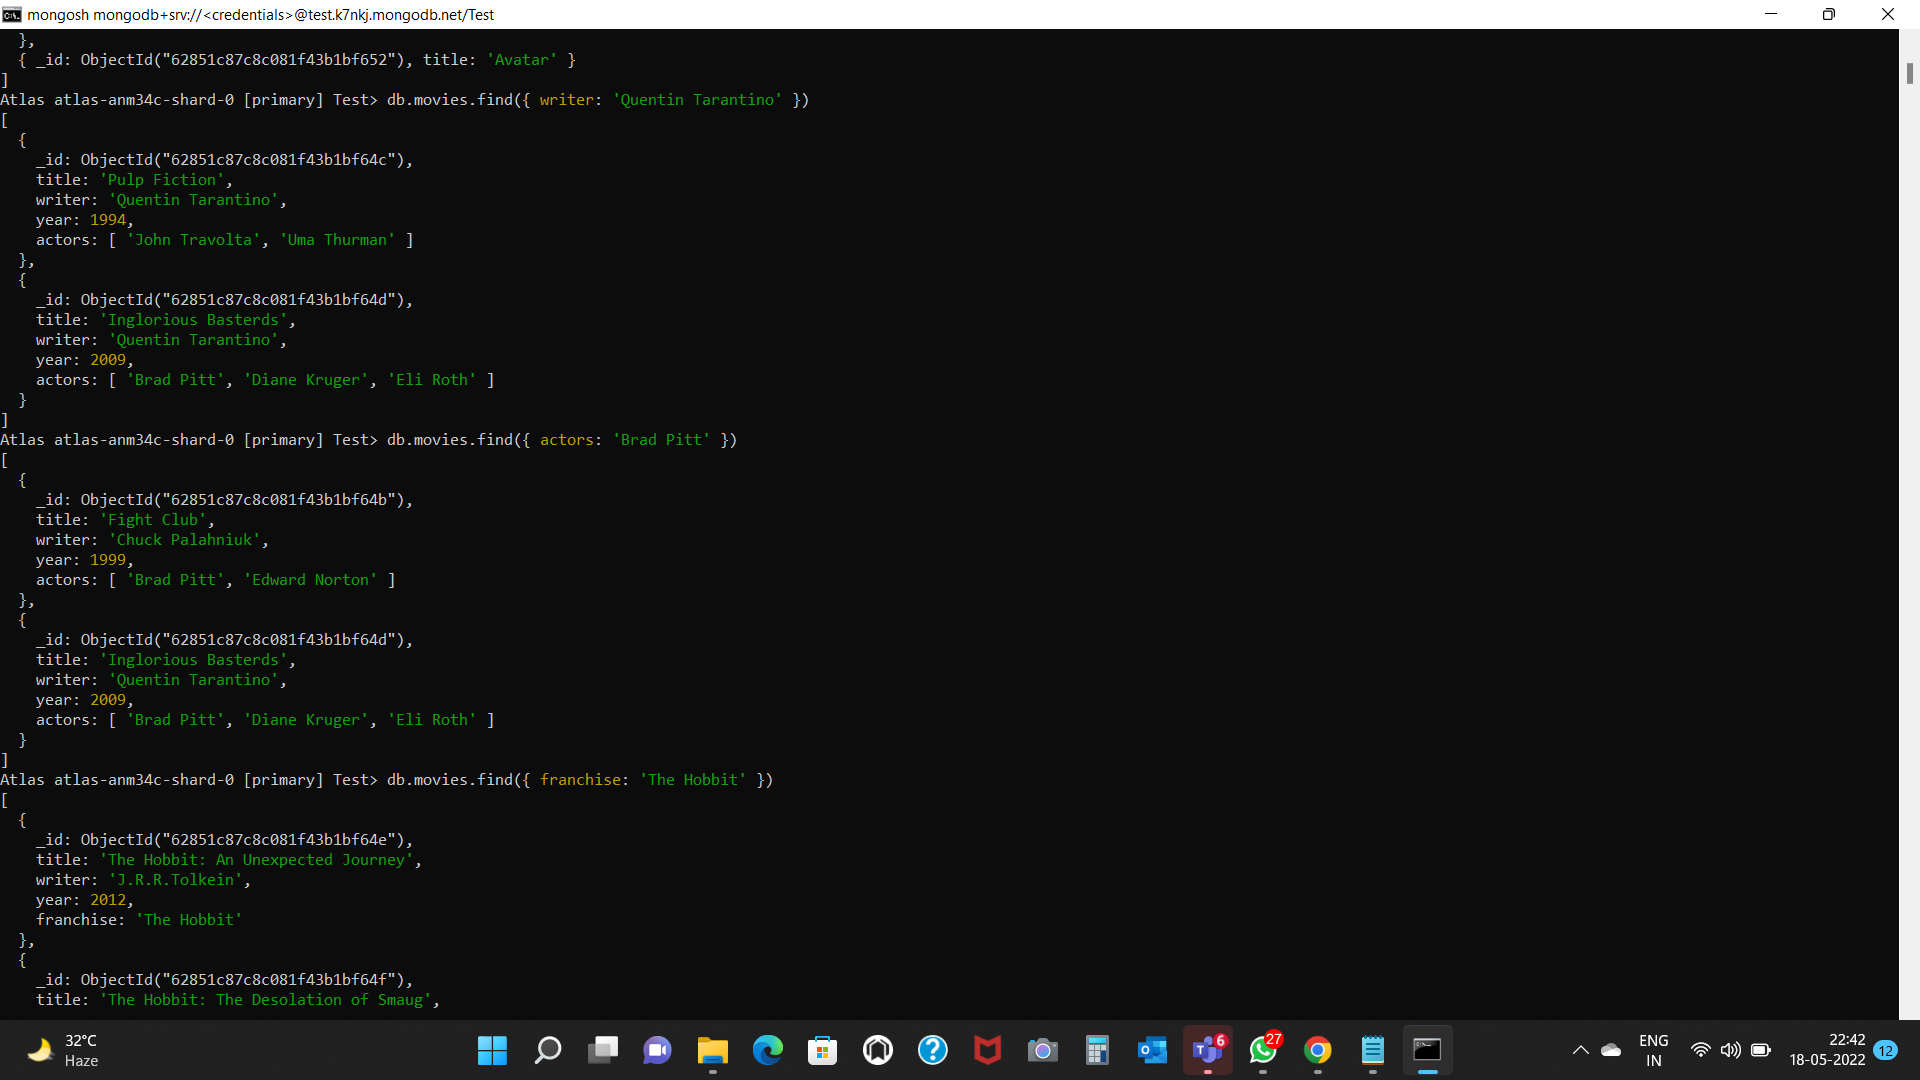 mongosh mongodb+srv://<credentials>@test.k7nkj.mongodb.net/Test
  },
  { _id: ObjectId("62851c87c8c081f43b1bf652"), title: 'Avatar' }
]
Atlas atlas-anm34c-shard-0 [primary] Test> db.movies.find({ writer: 'Quentin Tarantino' })
[
  {
    _id: ObjectId("62851c87c8c081f43b1bf64c"),
    title: 'Pulp Fiction',
    writer: 'Quentin Tarantino',
    year: 1994,
    actors: [ 'John Travolta', 'Uma Thurman' ]
  },
  {
    _id: ObjectId("62851c87c8c081f43b1bf64d"),
    title: 'Inglorious Basterds',
    writer: 'Quentin Tarantino',
    year: 2009,
    actors: [ 'Brad Pitt', 'Diane Kruger', 'Eli Roth' ]
  }
]
Atlas atlas-anm34c-shard-0 [primary] Test> db.movies.find({ actors: 'Brad Pitt' })
[
  {
    _id: ObjectId("62851c87c8c081f43b1bf64b"),
    title: 'Fight Club',
    writer: 'Chuck Palahniuk',
    year: 1999,
    actors: [ 'Brad Pitt', 'Edward Norton' ]
  },
  {
    _id: ObjectId("62851c87c8c081f43b1bf64d"),
    title: 'Inglorious Basterds',
    writer: 'Quentin Tarantino',
    year: 2009,
    actors: [ 'Brad Pitt', 'Diane Kruger', 'Eli Roth' ]
  }
]
Atlas atlas-anm34c-shard-0 [primary] Test> db.movies.find({ franchise: 'The Hobbit' })
[
  {
    _id: ObjectId("62851c87c8c081f43b1bf64e"),
    title: 'The Hobbit: An Unexpected Journey',
    writer: 'J.R.R.Tolkein',
    year: 2012,
    franchise: 'The Hobbit'
  },
  {
    _id: ObjectId("62851c87c8c081f43b1bf64f"),
    title: 'The Hobbit: The Desolation of Smaug',
32°C
Haze
6
27
ENG
IN
22:42
18-05-2022
12